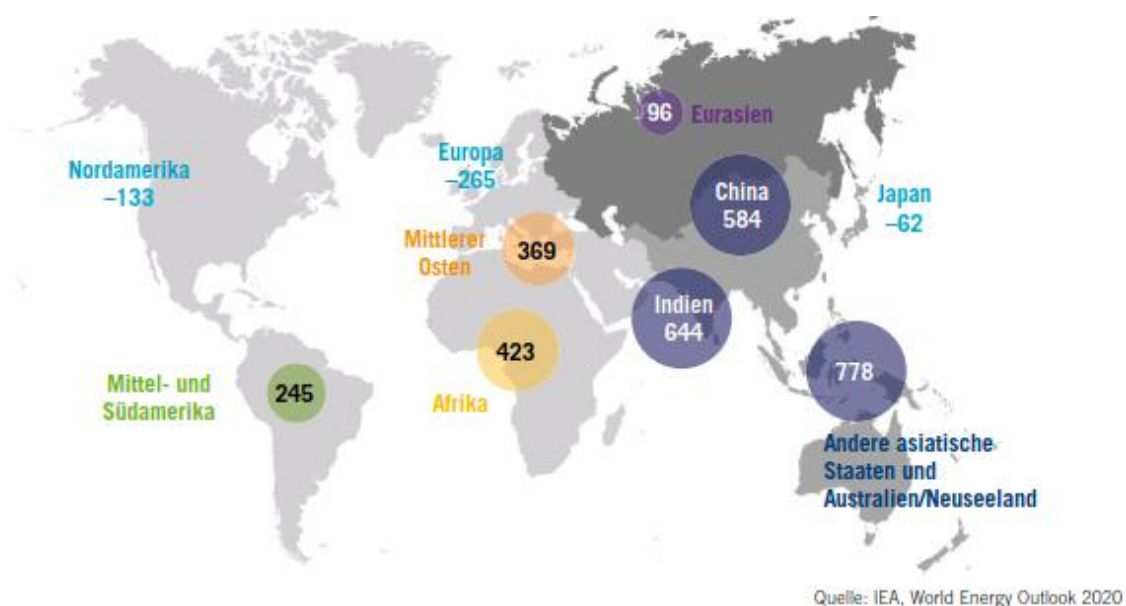 96 Eurasien
Nordamerika
–133
Europa
–265
China
584
Japan
–62
Mittlerer
Osten
369
Indien
644
423
Afrika
Mittel- und
Südamerika
245
778
Andere asiatische
Staaten und
Australien/Neuseeland
Quelle: IEA, World Energy Outlook 2020